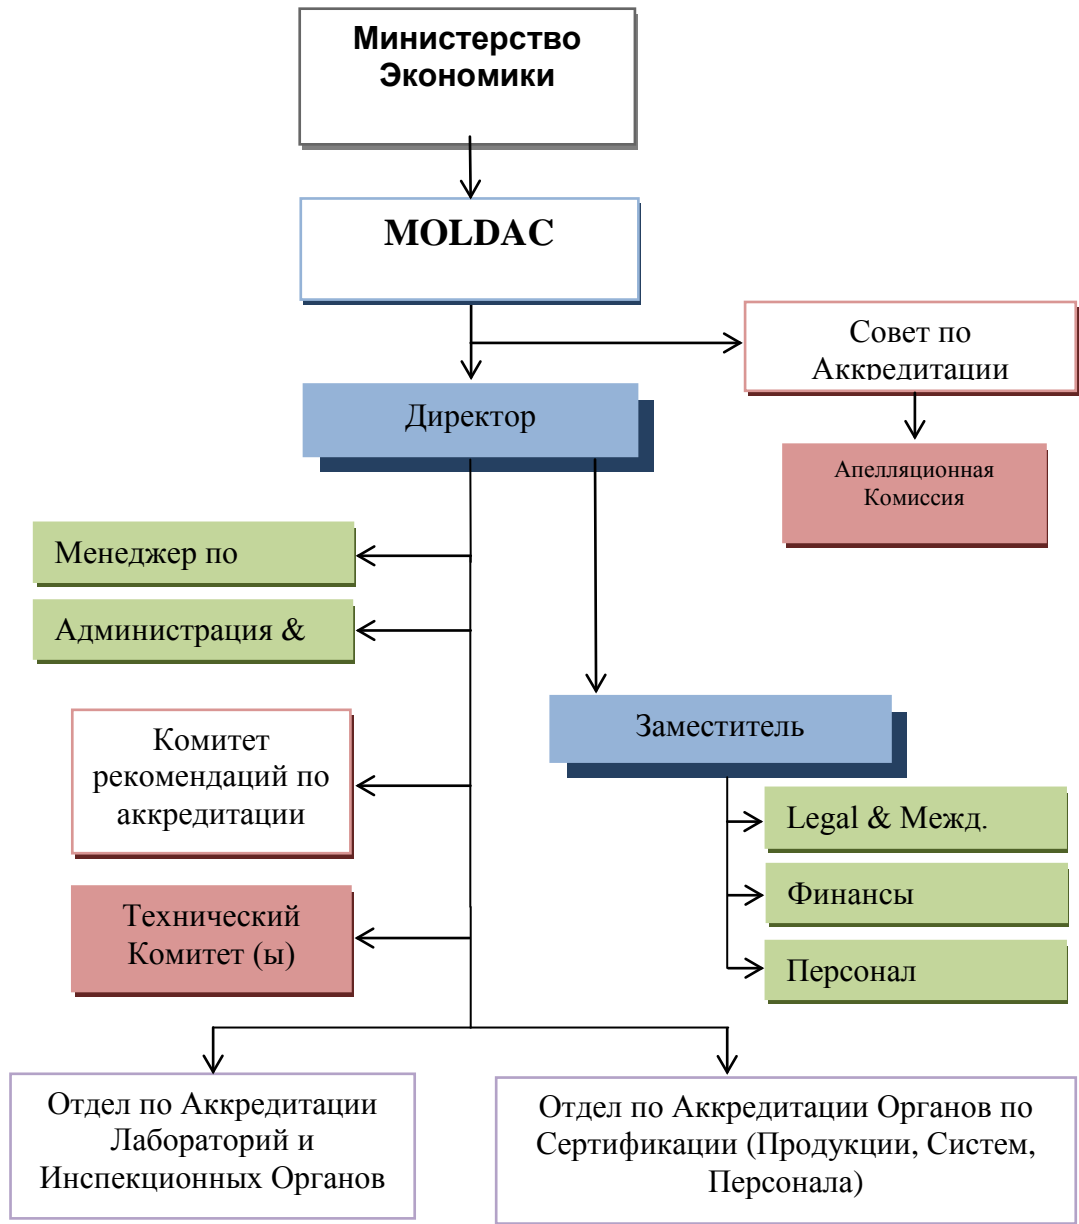 Министерство
Экономики
MOLDAC
Совет по
Аккредитации
Директор
Апелляционная
Комиссия
Менеджер по
Администрация &
Комитет
рекомендаций по
аккредитации
Заместитель
Legal & Межд.
Технический
Комитет (ы)
Финансы
Персонал
Отдел по Аккредитации
Лабораторий и
Инспекционных Органов
Отдел по Аккредитации Органов по
Сертификации (Продукции, Систем,
Персонала)